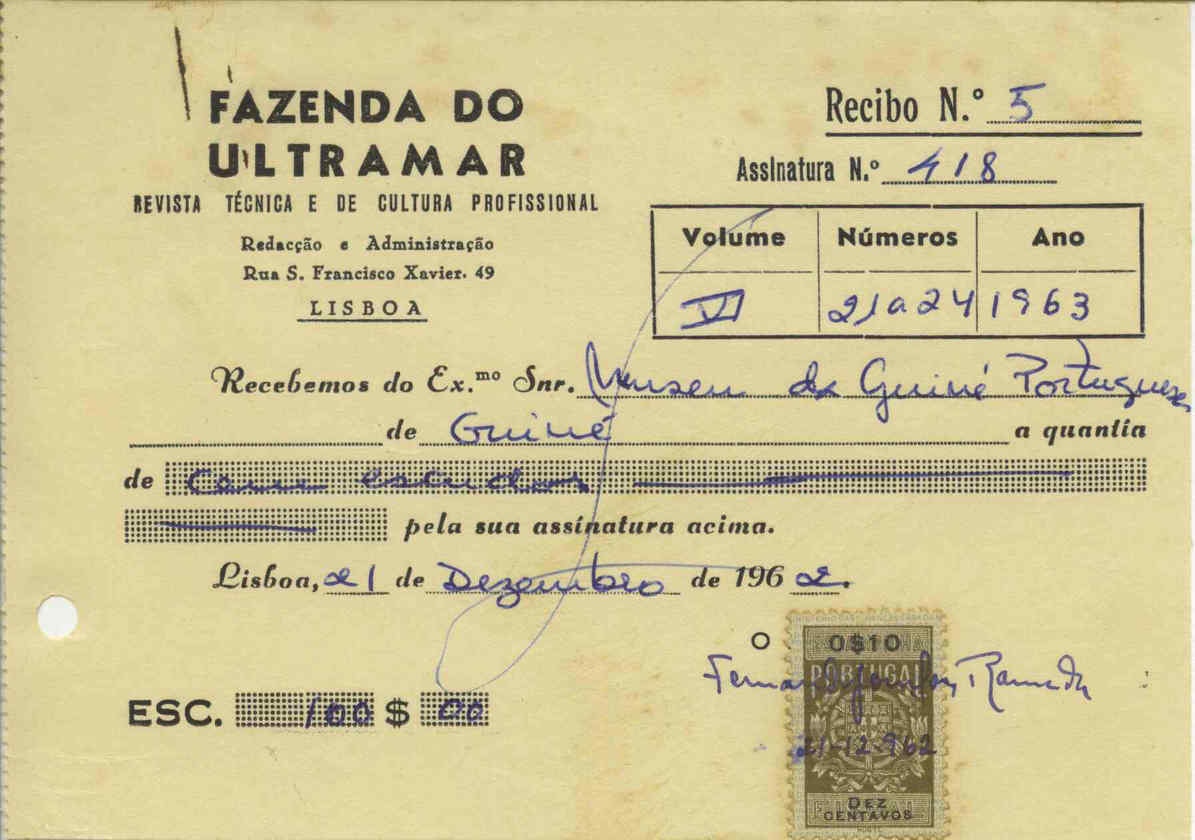 FAZENDA DO
ULTRAMAR
REVISTA TÉCNICA E DE CULTURA PROFISSIONAL
Redacção e Administração
Rua S. Francisco Xavier. 49
LISBOA
Recibo N.º 5
Assinatura N.º 418
Volume Números Ano
VI 21 a 24 1963
Recebemos do Ex.mo Snr. Museu da Guiné Portuguesa
de Guiné a quantia
de Cem escudos
pela sua assinatura acima.
Lisboa, 21 de Dezembro de 1962.
O
ESC. 100 $ 00
0$10
PORTUGAL
21-12-962
DEZ
CENTAVOS